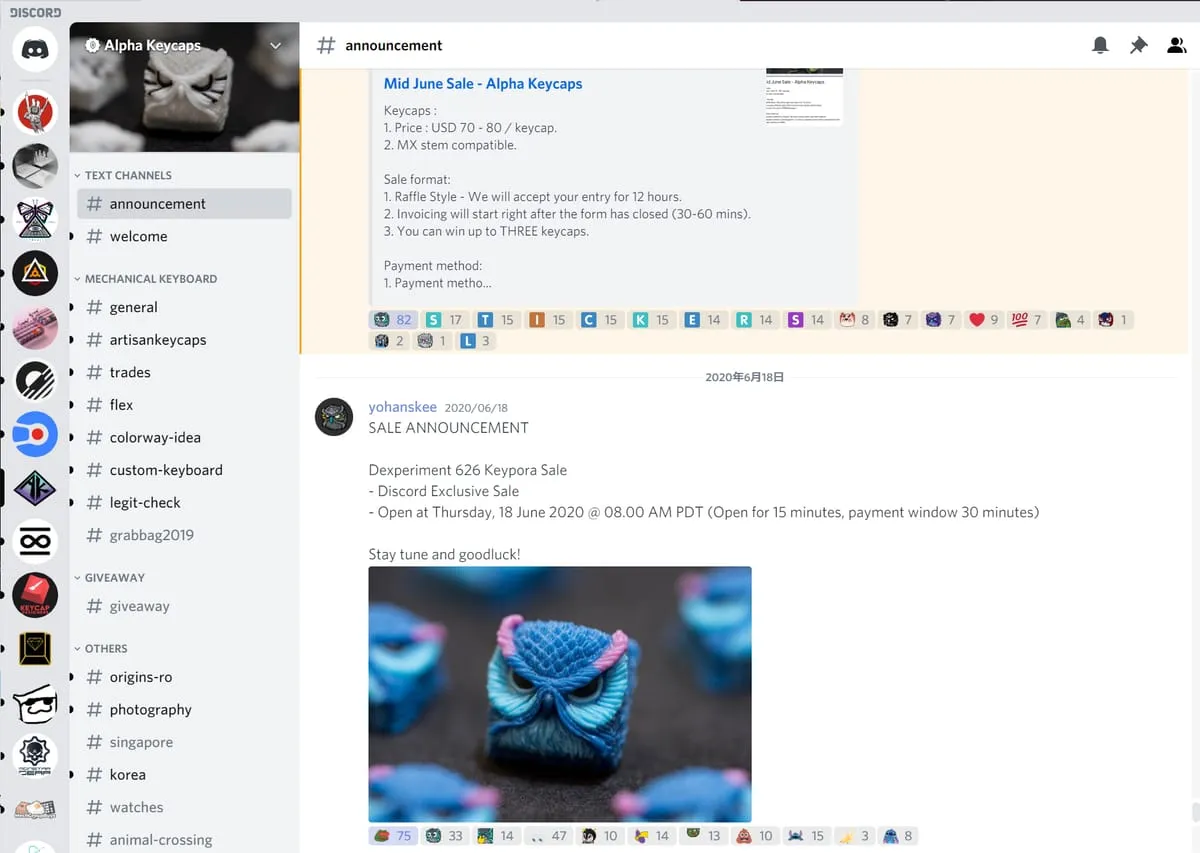 DISCORD
Alpha Keycaps
TEXT CHANNELS
# announcement
# welcome
MECHANICAL KEYBOARD
# general
# artisankeycaps
# trades
# flex
# colorway-idea
# custom-keyboard
# legit-check
# grabbag2019
GIVEAWAY
# giveaway
OTHERS
# origins-ro
# photography
# singapore
# korea
# watches
# animal-crossing
KEYCAP
# announcement
Mid June Sale - Alpha Keycaps
Keycaps :
1. Price : USD 70 - 80 / keycap.
2. MX stem compatible.
Sale format:
1. Raffle Style - We will accept your entry for 12 hours.
2. Invoicing will start right after the form has closed (30-60 mins).
3. You can win up to THREE keycaps.
Payment method:
1. Payment metho...
82 S 17 T 15 I 15 C 15 K 15 E 14 R 14 S 14 8 7 7 9 100 7 4 1
2 1 L 3
2020年6月18日
yohanskee 2020/06/18
SALE ANNOUNCEMENT
Dexperiment 626 Keypora Sale
- Discord Exclusive Sale
- Open at Thursday, 18 June 2020 @ 08.00 AM PDT (Open for 15 minutes, payment window 30 minutes)
Stay tune and goodluck!
75 33 14 47 10 14 13 10 15 3 8